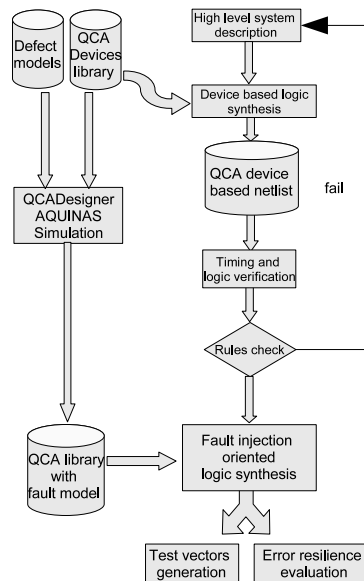 Defect
models
QCA
Devices
library
High level system
description
Device based logic
synthesis
QCA device
based netlist
fail
QCADesigner
AQUINAS
Simulation
Timing and
logic verification
Rules check
QCA library
with
fault model
Fault injection
oriented
logic synthesis
Test vectors
generation
Error resilience
evaluation